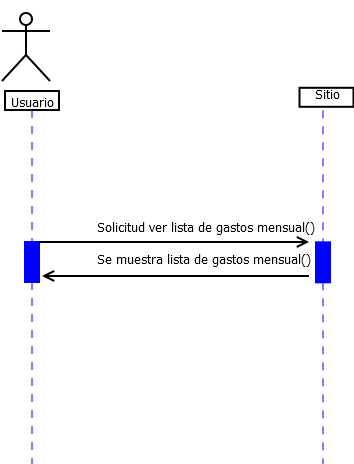 Usuario
Sitio
Solicitud ver lista de gastos mensual()
Se muestra lista de gastos mensual()